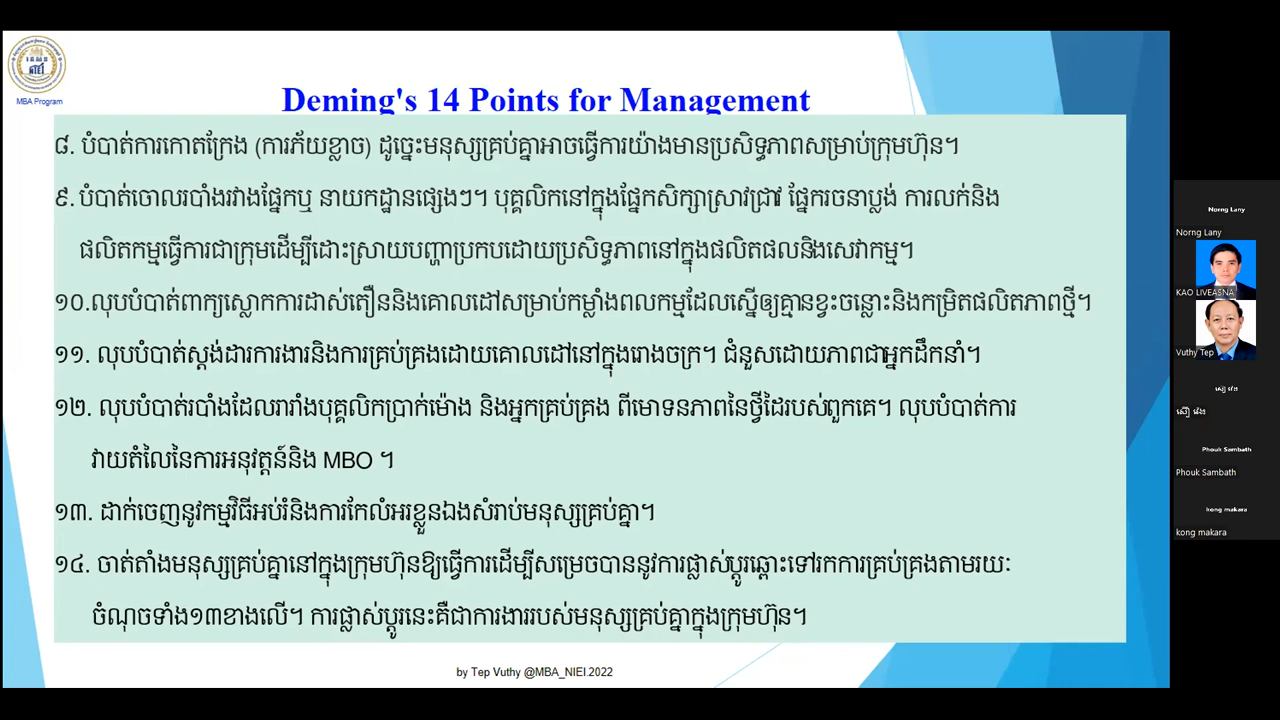 NIEI
MBA Program
Deming's 14 Points for Management
៨. បំបាត់ការកោតក្រែង (ការភ័យខ្លាច) ដូច្នេះមនុស្សគ្រប់គ្នាអាចធ្វើការយ៉ាងមានប្រសិទ្ធភាពសម្រាប់ក្រុមហ៊ុន។
៩. បំបាត់ចោលរបាំងរវាងផ្នែកឬ នាយកដ្ឋានផ្សេងៗ។ បុគ្គលិកនៅក្នុងផ្នែកសិក្សាស្រាវជ្រាវ ផ្នែករចនាប្លង់ ការលក់និង
ផលិតកម្មធ្វើការជាក្រុមដើម្បីដោះស្រាយបញ្ហាប្រកបដោយប្រសិទ្ធភាពនៅក្នុងផលិតផលនិងសេវាកម្ម។
១០.លុបបំបាត់ពាក្យស្លោកការដាស់តឿននិងគោលដៅសម្រាប់កម្លាំងពលកម្មដែលស្នើឲ្យគ្មានខ្វះចន្លោះនិងកម្រិតផលិតភាពថ្មី។
១១. លុបបំបាត់ស្តង់ដារការងារនិងការគ្រប់គ្រងដោយគោលដៅនៅក្នុងរោងចក្រ។ ជំនួសដោយភាពជាអ្នកដឹកនាំ។
១២. លុបបំបាត់របាំងដែលរារាំងបុគ្គលិកប្រាក់ម៉ោង និងអ្នកគ្រប់គ្រង ពីមោទនភាពនៃថ្វីដៃរបស់ពួកគេ។ លុបបំបាត់ការ
វាយតំលៃនៃការអនុវត្តន៍និង MBO ។
១៣. ដាក់ចេញនូវកម្មវិធីអប់រំនិងការកែលំអរខ្លួនឯងសំរាប់មនុស្សគ្រប់គ្នា។
១៤. ចាត់តាំងមនុស្សគ្រប់គ្នានៅក្នុងក្រុមហ៊ុនឱ្យធ្វើការដើម្បីសម្រេចបាននូវការផ្លាស់ប្តូរឆ្ពោះទៅរកការគ្រប់គ្រងតាមរយៈ
ចំណុចទាំង១៣ខាងលើ។ ការផ្លាស់ប្តូរនេះគឺជាការងាររបស់មនុស្សគ្រប់គ្នាក្នុងក្រុមហ៊ុន។
by Tep Vuthy @MBA_NIEI.2022
Norng Lany
Norng Lany
KAO LIVEASNA
Vuthy Tep
Phouk Sambath
Phouk Sambath
kong makara
kong makara